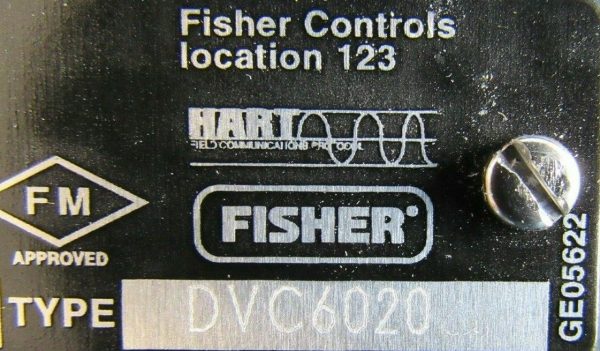 Fisher Controls
location 123
HART
FIELD COMMUNICATIONS PROTOCOL
FM
APPROVED
FISHER®
TYPE DVC6020
GE05622